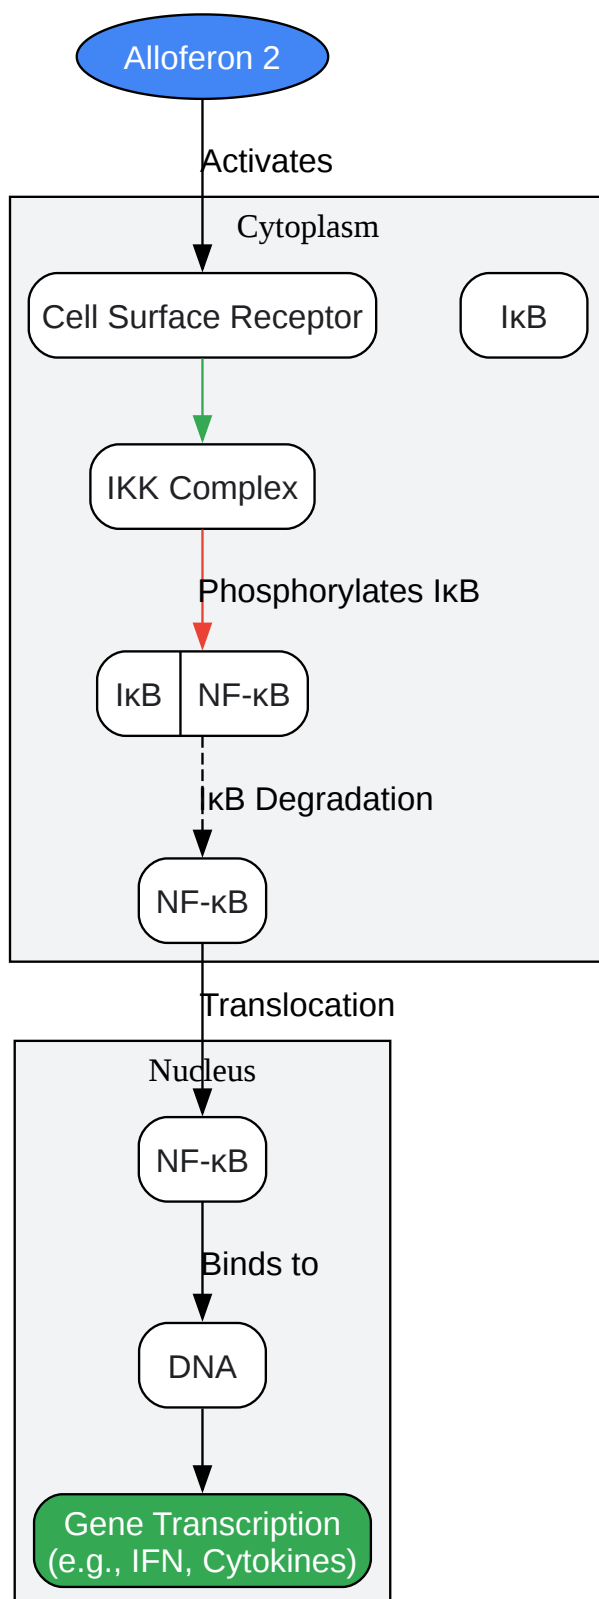 Alloferon 2
Activates
Cytoplasm
Cell Surface Receptor
IκB
IKK Complex
Phosphorylates IκB
IκB
NF-κB
IκB Degradation
NF-κB
Translocation
Nucleus
NF-κB
Binds to
DNA
Gene Transcription
(e.g., IFN, Cytokines)